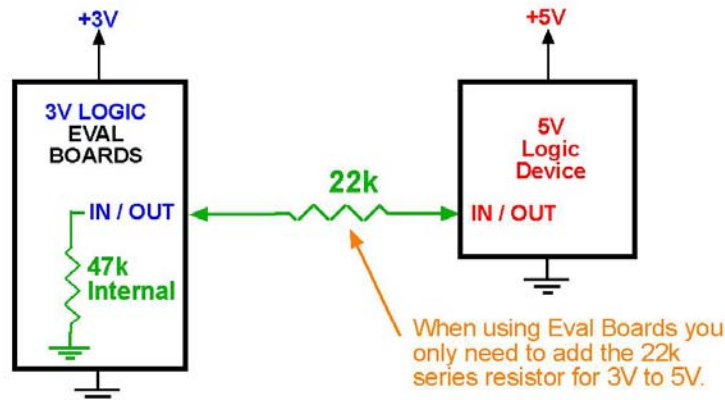 +3V
+5V
3V LOGIC
EVAL
BOARDS
5V
Logic
Device
22k
IN / OUT
IN / OUT
47k
Internal
When using Eval Boards you
only need to add the 22k
series resistor for 3V to 5V.